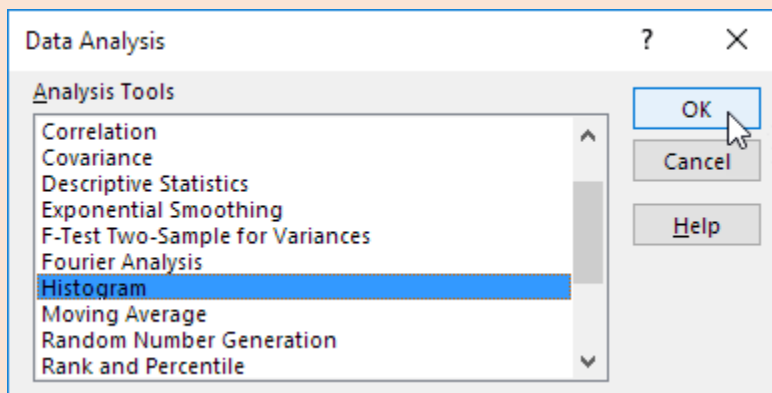 Data Analysis
?
Analysis Tools
Correlation
Covariance
Descriptive Statistics
Exponential Smoothing
F-Test Two-Sample for Variances
Fourier Analysis
Histogram
Moving Average
Random Number Generation
Rank and Percentile
OK
Cancel
Help